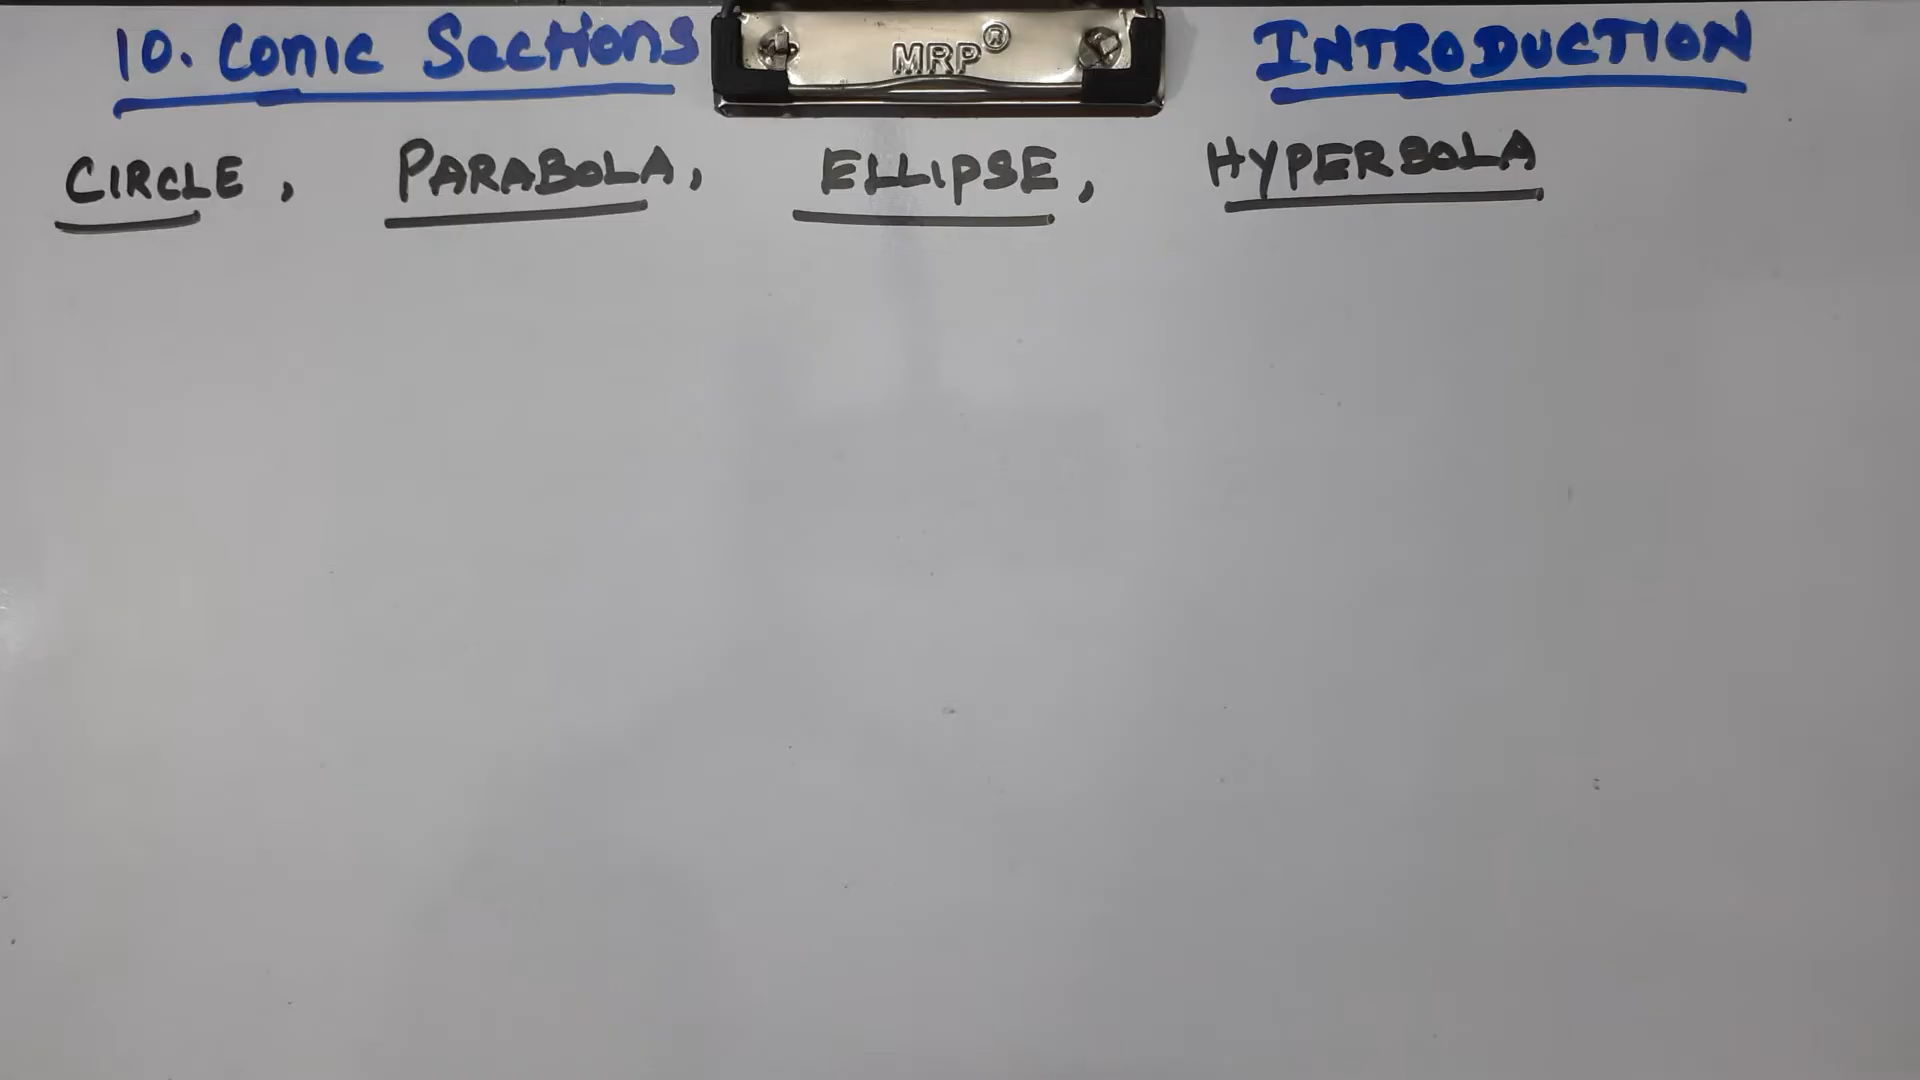 10. Conic Sections MRP® INTRODUCTION
CIRCLE, PARABOLA, ELLIPSE, HYPERBOLA